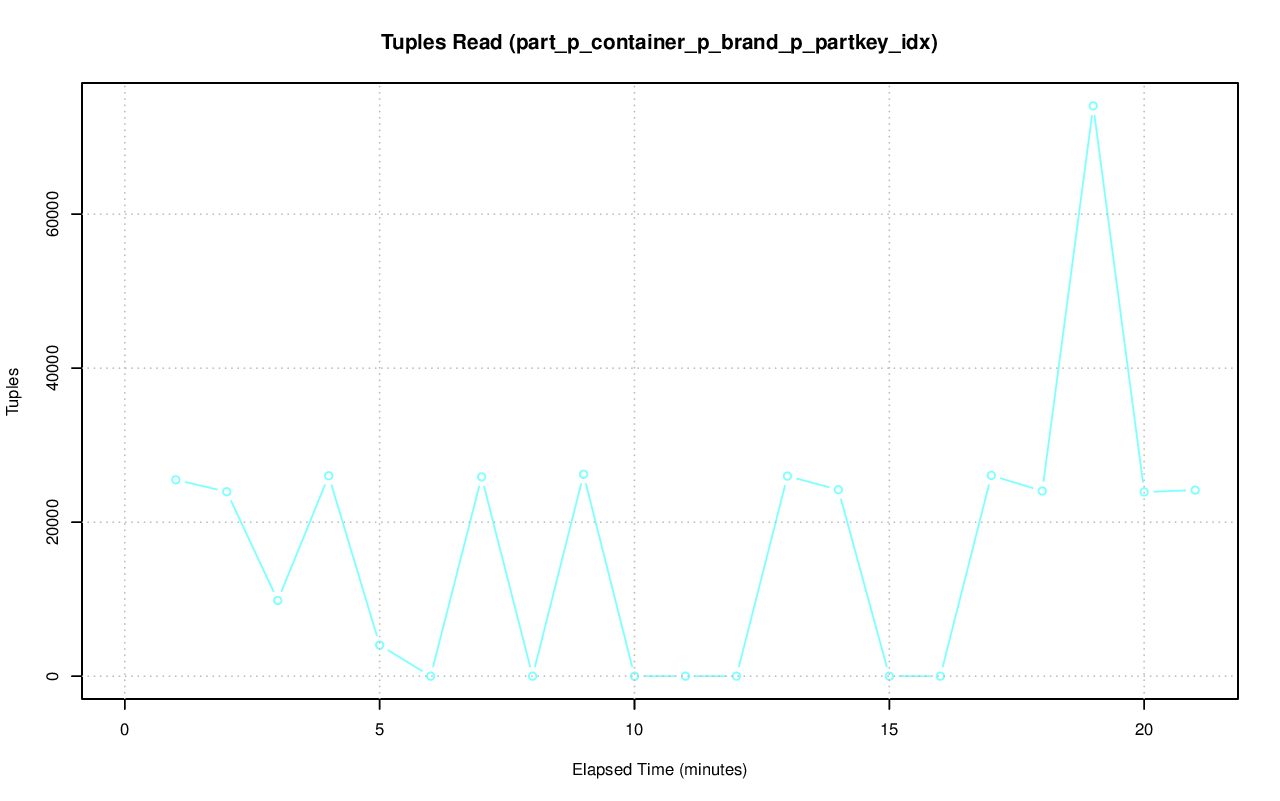 Tuples Read (part_p_container_p_brand_p_partkey_idx)
Tuples
60000
40000
20000
0
0 5 10 15 20
Elapsed Time (minutes)